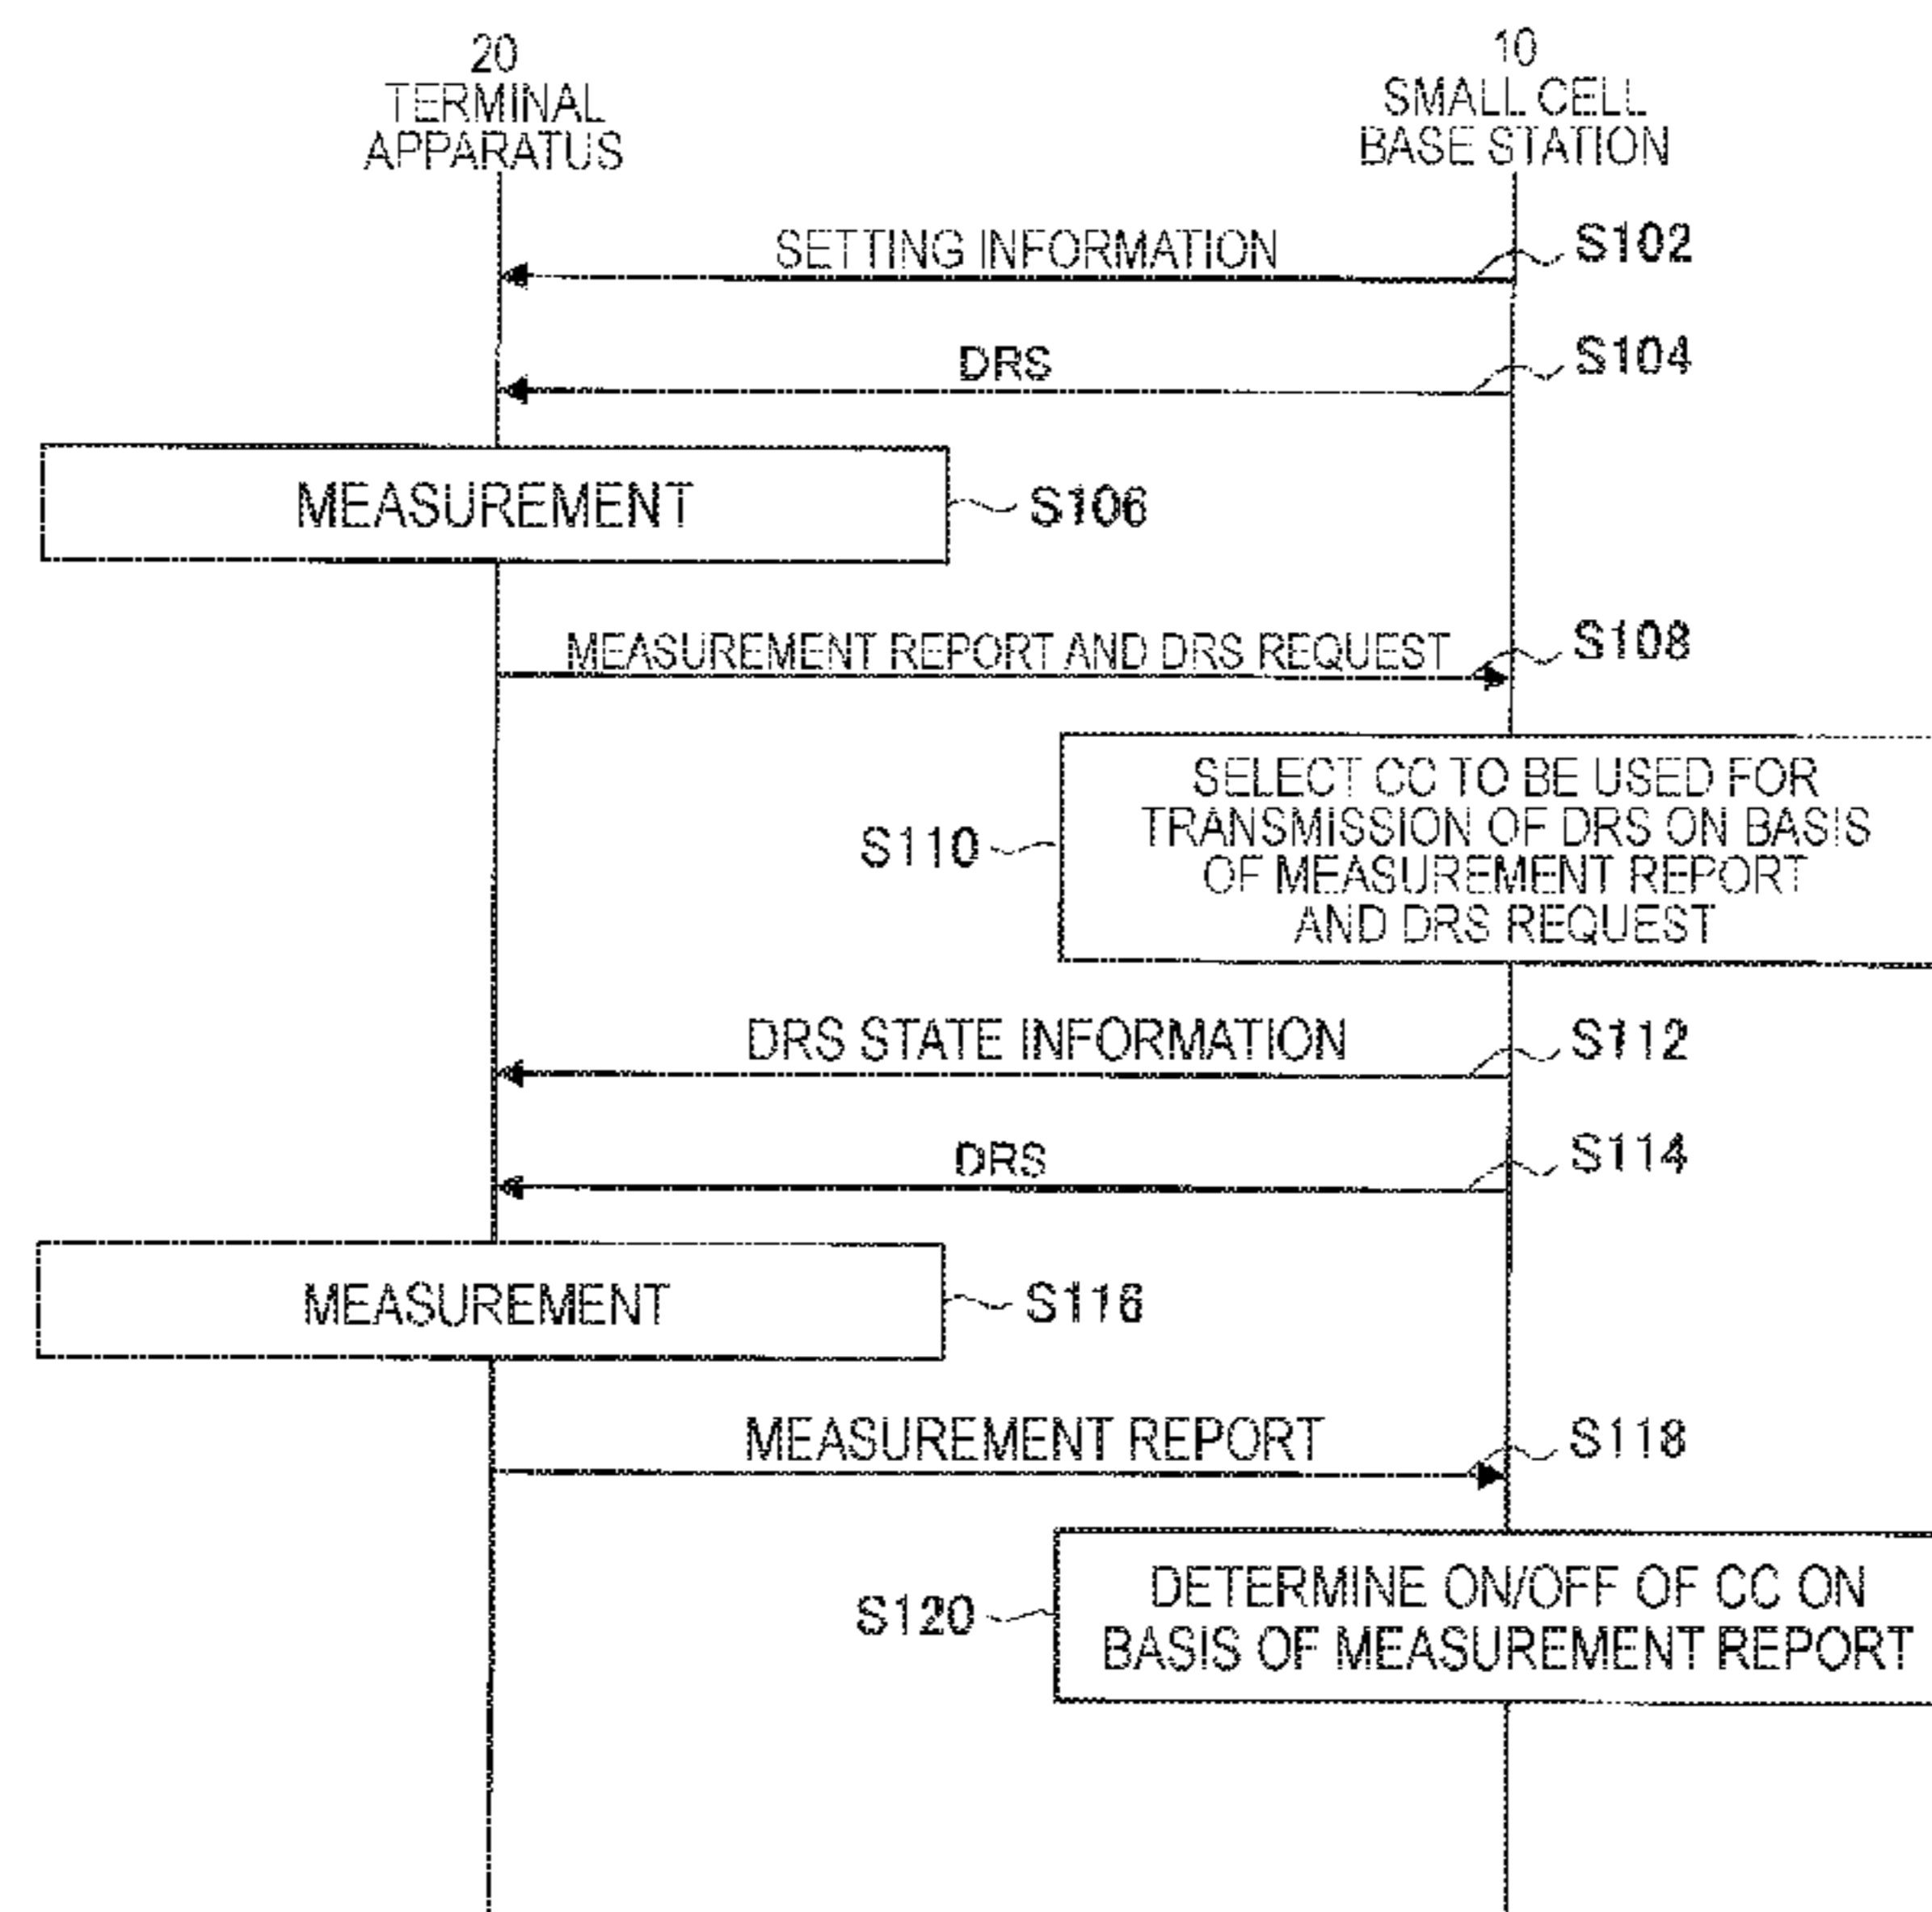 20
TERMINAL
APPARATUS
10
SMALL CELL
BASE STATION
SETTING INFORMATION
S102
DRS
S104
MEASUREMENT
S106
MEASUREMENT REPORT AND DRS REQUEST
S108
S110
SELECT CC TO BE USED FOR
TRANSMISSION OF DRS ON BASIS
OF MEASUREMENT REPORT
AND DRS REQUEST
DRS STATE INFORMATION
S112
DRS
S114
MEASUREMENT
S116
MEASUREMENT REPORT
S118
S120
DETERMINE ON/OFF OF CC ON
BASIS OF MEASUREMENT REPORT